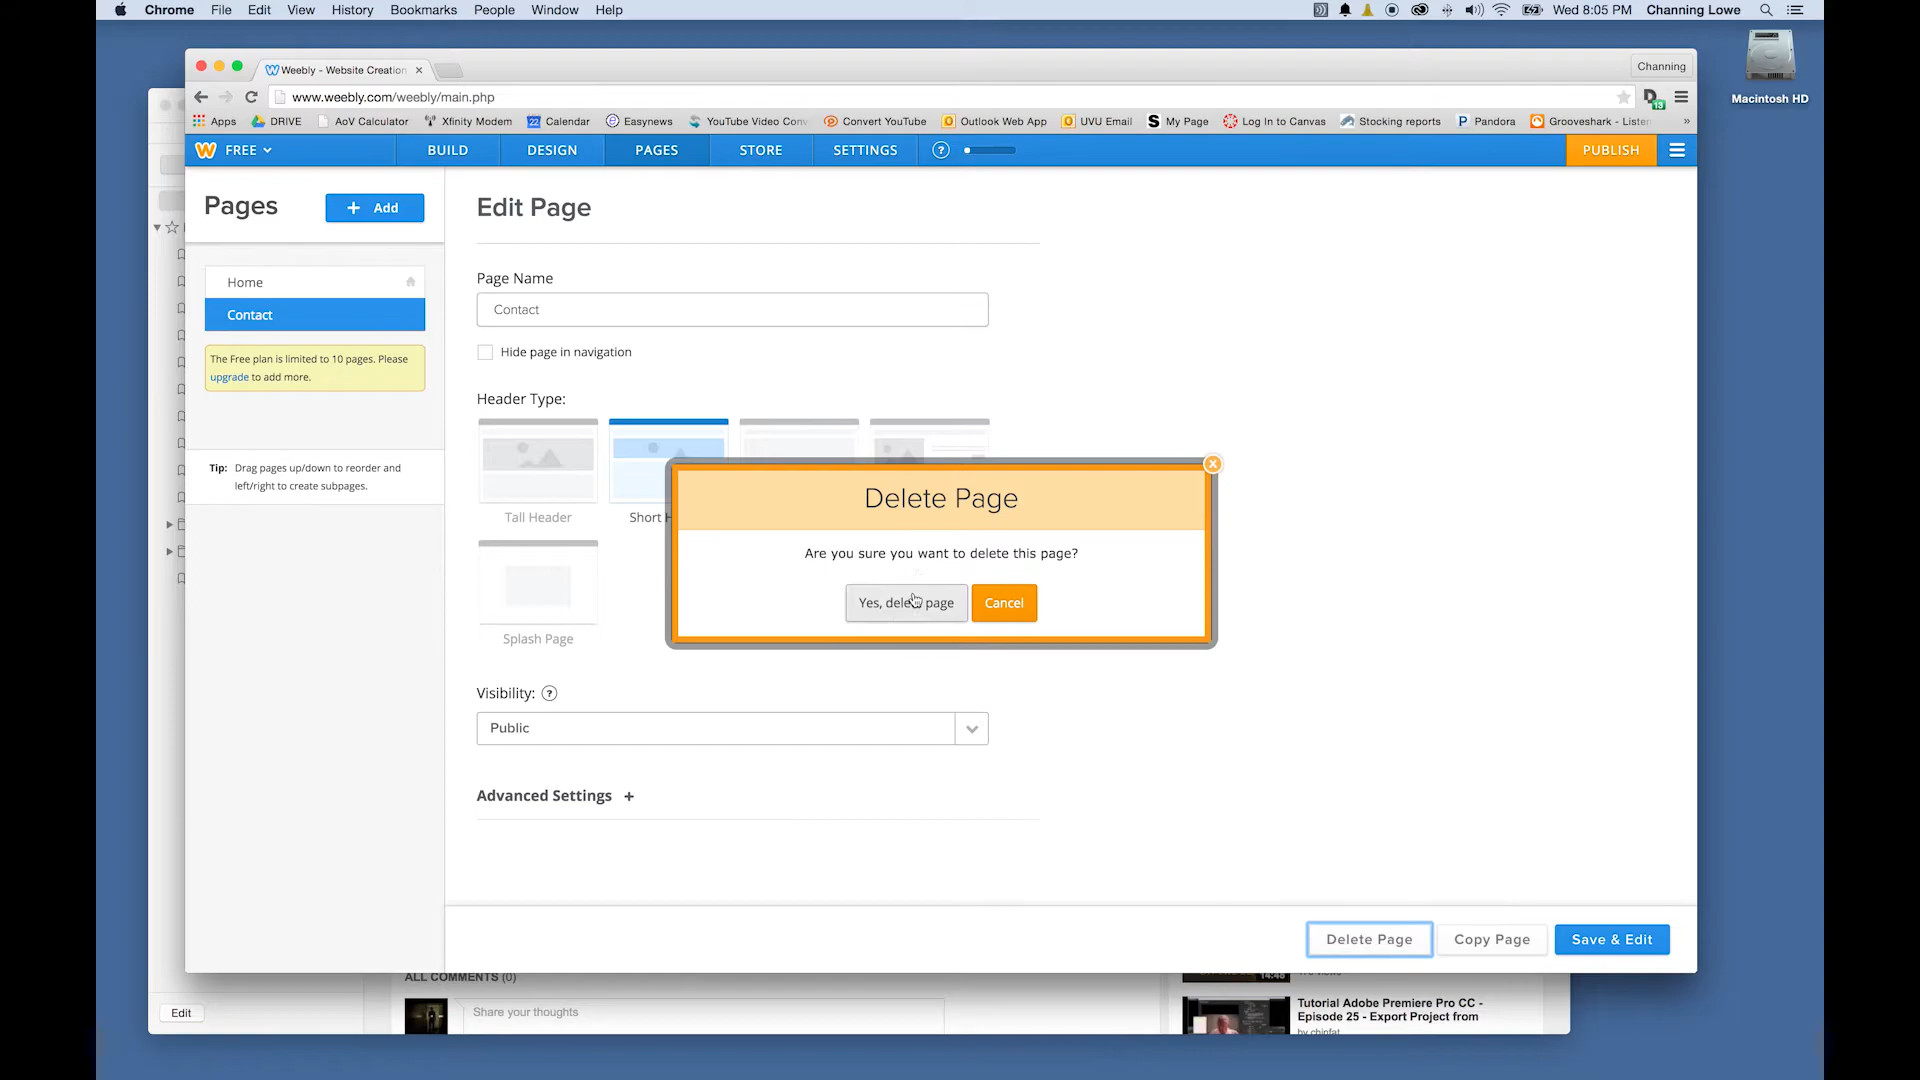 Chrome File Edit View History Bookmarks People Window Help Wed 8:05 PM Channing Lowe
Macintosh HD
Weebly - Website Creation Channing
www.weebly.com/weebly/main.php
13
Apps DRIVE AoV Calculator Xfinity Modem 22 Calendar Easynews YouTube Video Conv Convert YouTube Outlook Web App UVU Email My Page Log In to Canvas Stocking reports Pandora Grooveshark - Listen »
FREE BUILD DESIGN PAGES STORE SETTINGS ? PUBLISH
Pages + Add
Home
Contact
The Free plan is limited to 10 pages. Please
upgrade to add more.
Tip: Drag pages up/down to reorder and
left/right to create subpages.
Edit Page
Page Name
Contact
Hide page in navigation
Header Type:
Tall Header Short H
Splash Page
Delete Page
Are you sure you want to delete this page?
Yes, delete page Cancel
Visibility: ?
Public
Advanced Settings +
Delete Page Copy Page Save & Edit
ALL COMMENTS (0)
Share your thoughts
Edit
14:48
Tutorial Adobe Premiere Pro CC -
Episode 25 - Export Project from
by chinfat